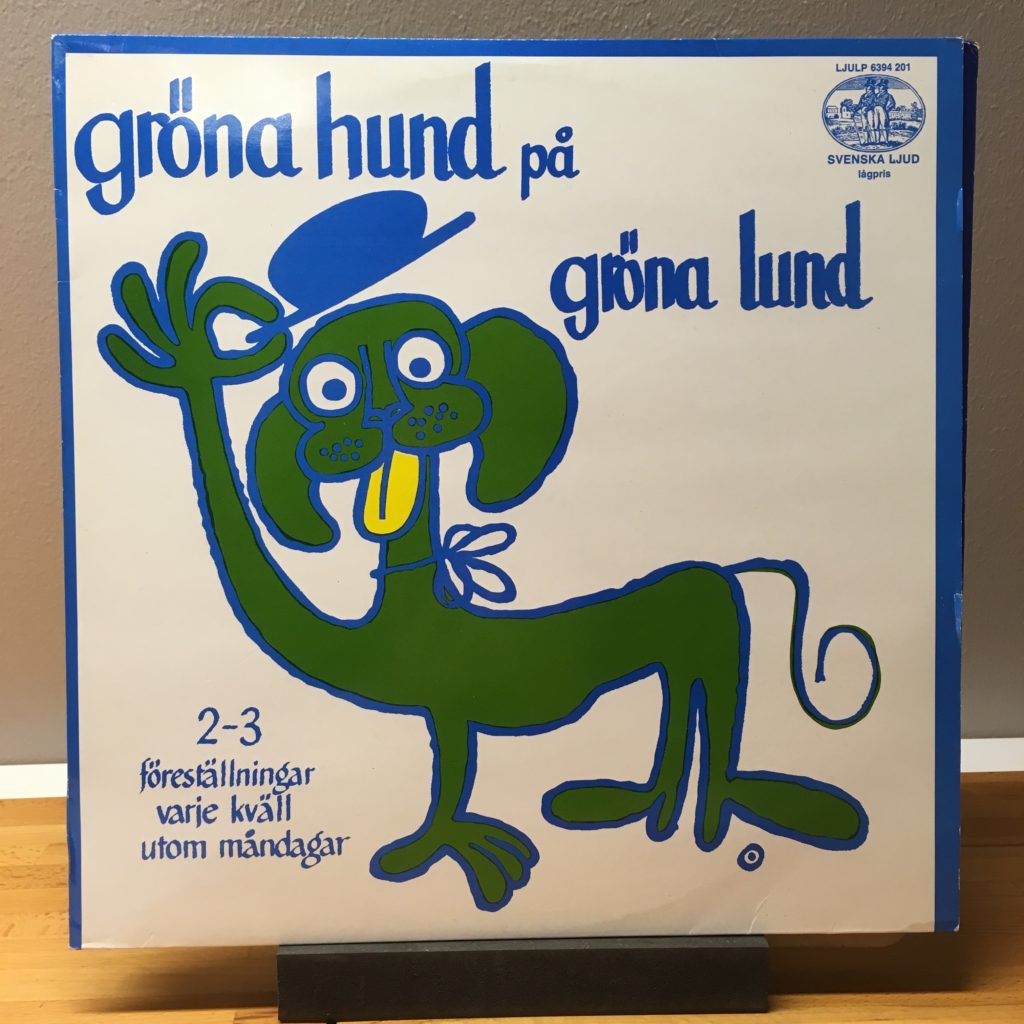 gröna hund på
gröna lund
LJULP 6394 201
SVENSKA LJUD
lågpris
2-3
föreställningar
varje kväll
utom måndagar